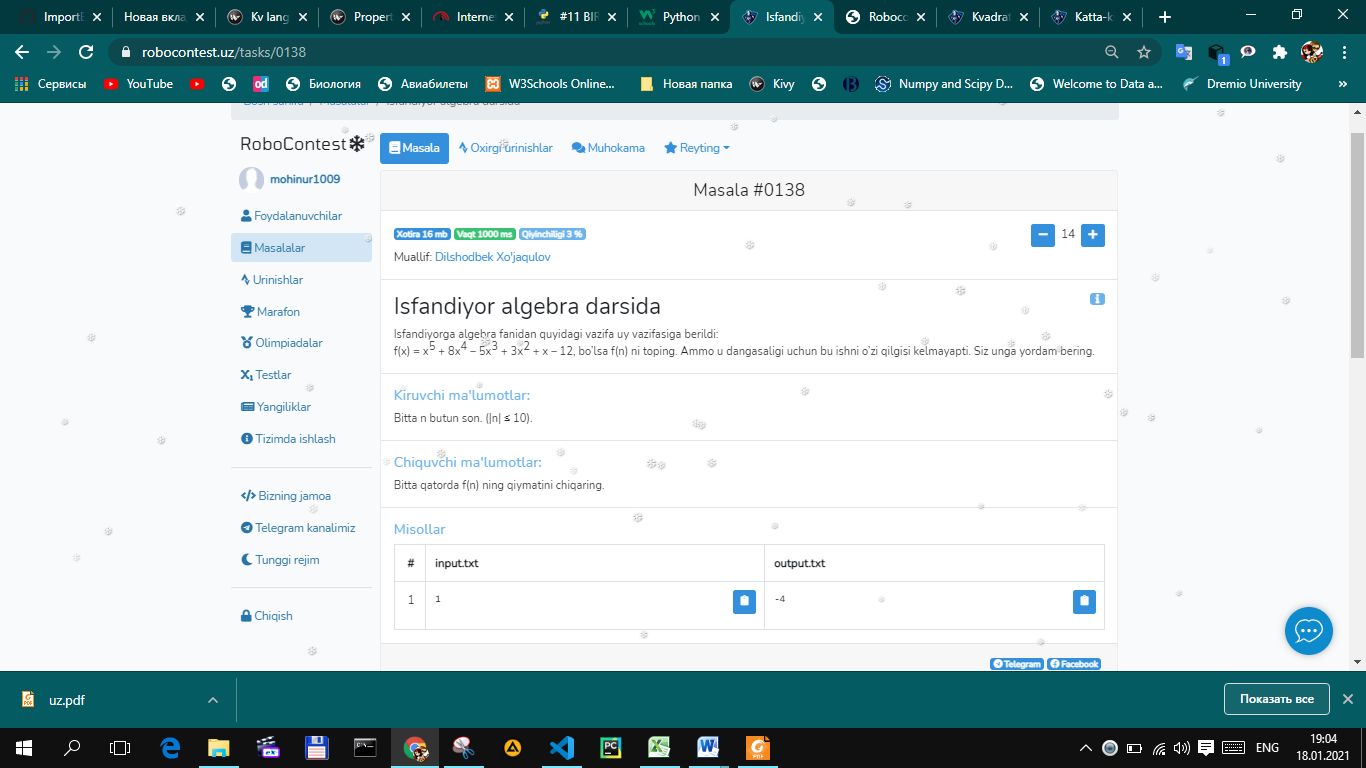 ImportE
Новая вкла
Kv lang
Propert
Interne
#11 BIR
Python
Isfandiy
Roboco
Kvadrat
Katta-k
robocontest.uz/tasks/0138
Сервисы
YouTube
Биология
Авиабилеты
W3Schools Online...
Новая папка
Kivy
Numpy and Scipy D...
Welcome to Data a...
Dremio University
»
Bosh sahifa / Masalalar / Isfandiyor algebra darsida
RoboContest
mohinur1009
Foydalanuvchilar
Masalalar
Urinishlar
Marafon
Olimpiadalar
Testlar
Yangiliklar
Tizimda ishlash
Bizning jamoa
Telegram kanalimiz
Tunggi rejim
Chiqish
Masala
Oxirgi urinishlar
Muhokama
Reyting
Masala #0138
Xotira 16 mb Vaqt 1000 ms Qiyinchiligi 3 %
14
Muallif: Dilshodbek Xo'jaqulov
Isfandiyor algebra darsida
Isfandiyorga algebra fanidan quyidagi vazifa uy vazifasiga berildi:
f(x) = x5 + 8x4 – 5x3 + 3x2 + x – 12, bo'lsa f(n) ni toping. Ammo u dangasaligi uchun bu ishni o'zi qilgisi kelmayapti. Siz unga yordam bering.
Kiruvchi ma'lumotlar:
Bitta n butun son. (|n| ≤ 10).
Chiquvchi ma'lumotlar:
Bitta qatorda f(n) ning qiymatini chiqaring.
Misollar
# input.txt output.txt
1 1 -4
Telegram Facebook
uz.pdf
Показать все
ENG
19:04
18.01.2021